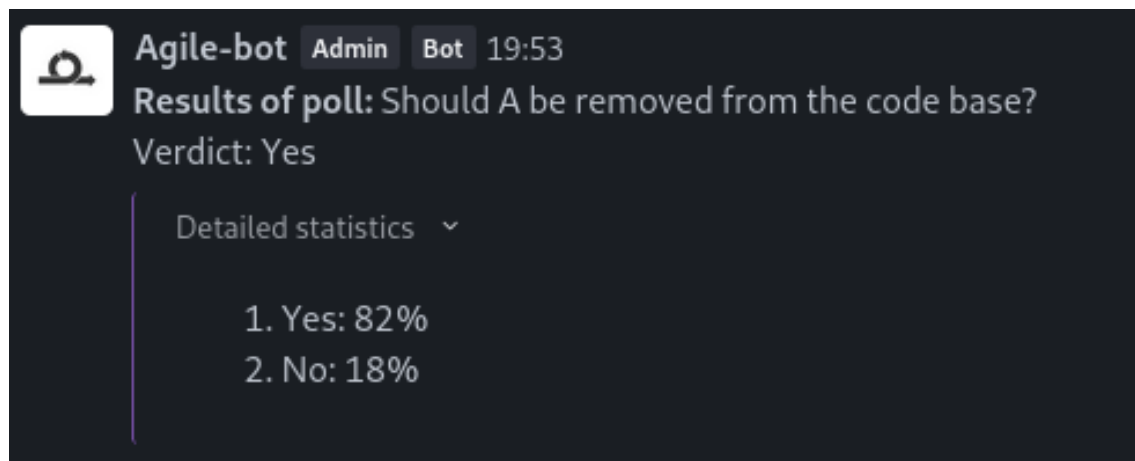 Agile-bot Admin Bot 19:53
Results of poll: Should A be removed from the code base?
Verdict: Yes
Detailed statistics
1. Yes: 82%
2. No: 18%